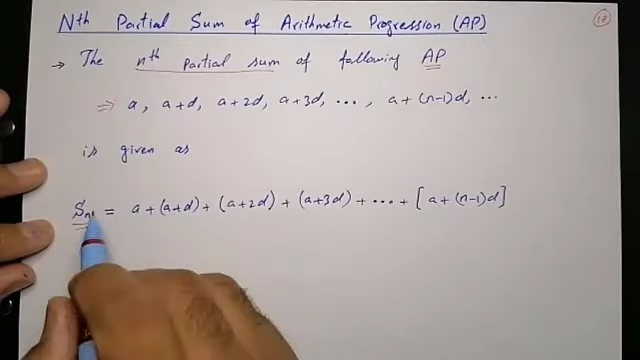 Nth Partial Sum of Arithmetic Progression (AP)
→ The nth partial sum of following AP
⇒ a, a+d, a+2d, a+3d, ..., a+(n-1)d, ...
is given as
Sn = a + (a+d) + (a+2d) + (a+3d) + ... + [a+(n-1)d]